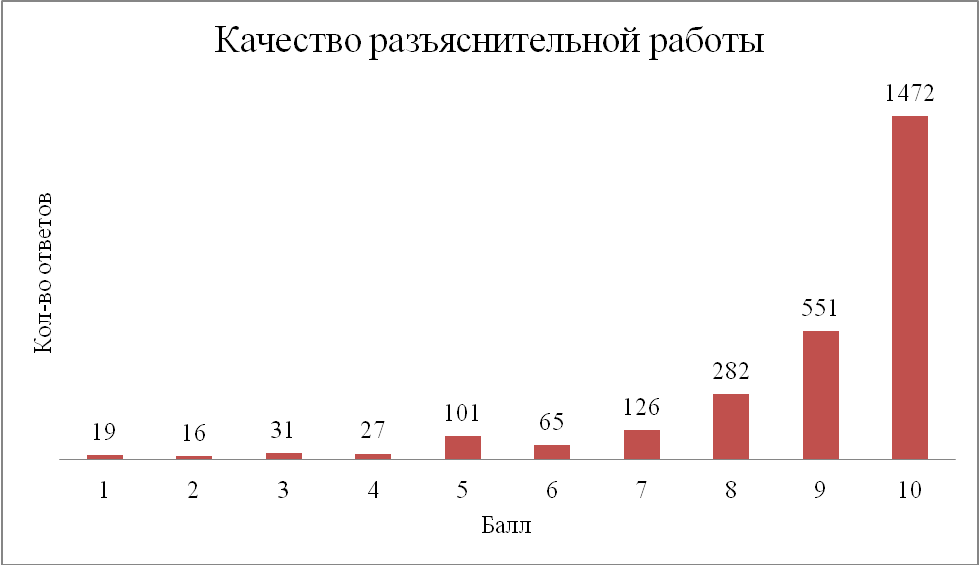 Качество разъяснительной работы
Кол-во ответов
19 16 31 27 101 65 126 282 551 1472
1 2 3 4 5 6 7 8 9 10
Балл